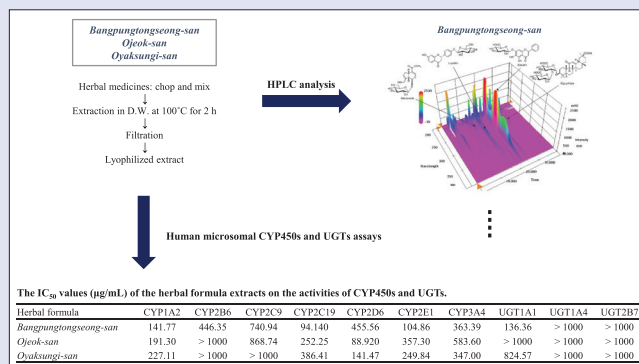 Bangpungtongseong-san
Ojeok-san
Oyaksungi-san
Herbal medicines: chop and mix
Extraction in D.W. at 100˚C for 2 h
Filtration
Lyophilized extract
HPLC analysis
Bangpungtongseong-san
Human microsomal CYP450s and UGTs assays
The IC50 values (μg/mL) of the herbal formula extracts on the activities of CYP450s and UGTs.
Herbal formula CYP1A2 CYP2B6 CYP2C9 CYP2C19 CYP2D6 CYP2E1 CYP3A4 UGT1A1 UGT1A4 UGT2B7
Bangpungtongseong-san 141.77 446.35 740.94 94.140 455.56 104.86 363.39 136.36 > 1000 > 1000
Ojeok-san 191.30 > 1000 868.74 252.25 88.920 357.30 583.60 > 1000 > 1000 > 1000
Oyaksungi-san 227.11 > 1000 > 1000 386.41 141.47 249.84 347.00 824.57 > 1000 > 1000